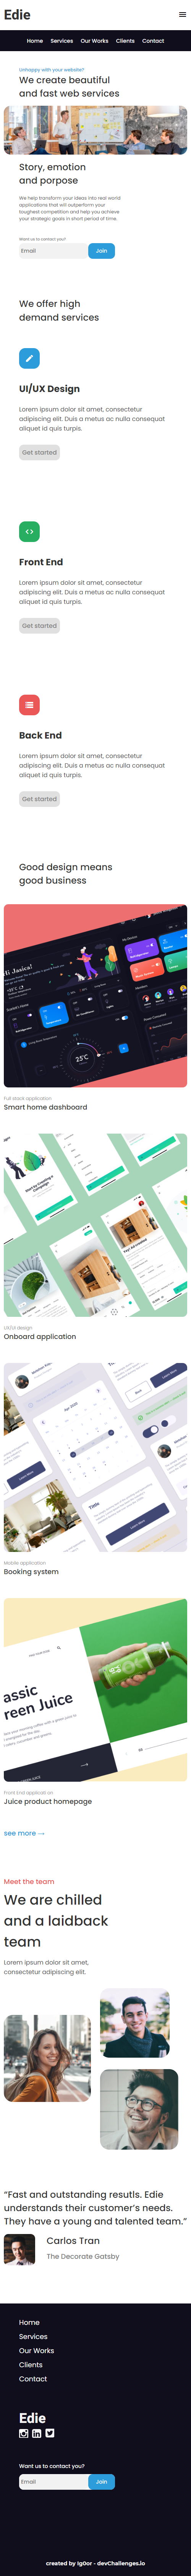 Edie
Home Services Our Works Clients Contact
Unhappy with your website?
We create beautiful
and fast web services
Story, emotion
and porpose
We help transform your ideas into real word
applications that will outperform your
toughest competition and help you achieve
your strategic goals in short period of time.
Want us to contact you?
Email Join
We offer high
demand services
UI/UX Design
Lorem ipsum dolor sit amet, consectetur
adipiscing elit. Duis a metus ac nulla consequat
aliquet id quis turpis.
Get started
Front End
Lorem ipsum dolor sit amet, consectetur
adipiscing elit. Duis a metus ac nulla consequat
aliquet id quis turpis.
Get started
Back End
Lorem ipsum dolor sit amet, consectetur
adipiscing elit. Duis a metus ac nulla consequat
aliquet id quis turpis.
Get started
Good design means
good business
Jasica!
25°C
Full stack application
Smart home dashboard
UX/UI design
Onboard application
Mobile application
Booking system
assic
reen Juice
Front End application
Juice product homepage
see more →
Meet the team
We are chilled
and a laidback
team
Lorem ipsum dolor sit amet,
consectetur adipiscing elit.
“Fast and outstanding resutls. Edie
understands their customer’s needs.
They have a young and talented team.”
Carlos Tran
The Decorate Gatsby
Home
Services
Our Works
Clients
Contact
Edie
Want us to contact you?
Email Join
created by Ig0or - devChallenges.io